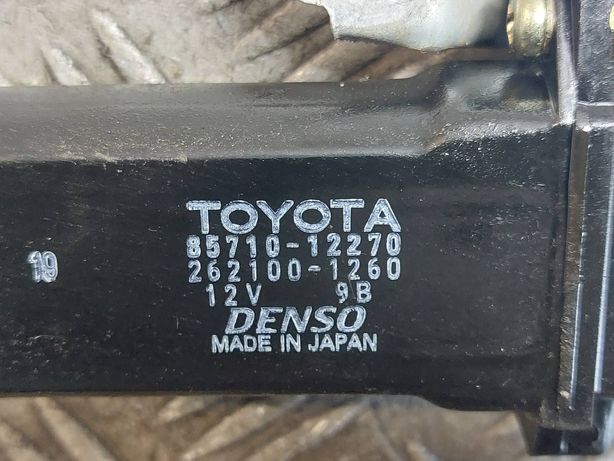 TOYOTA
85710-12270
262100-1260
19
12V 9B
DENSO
MADE IN JAPAN